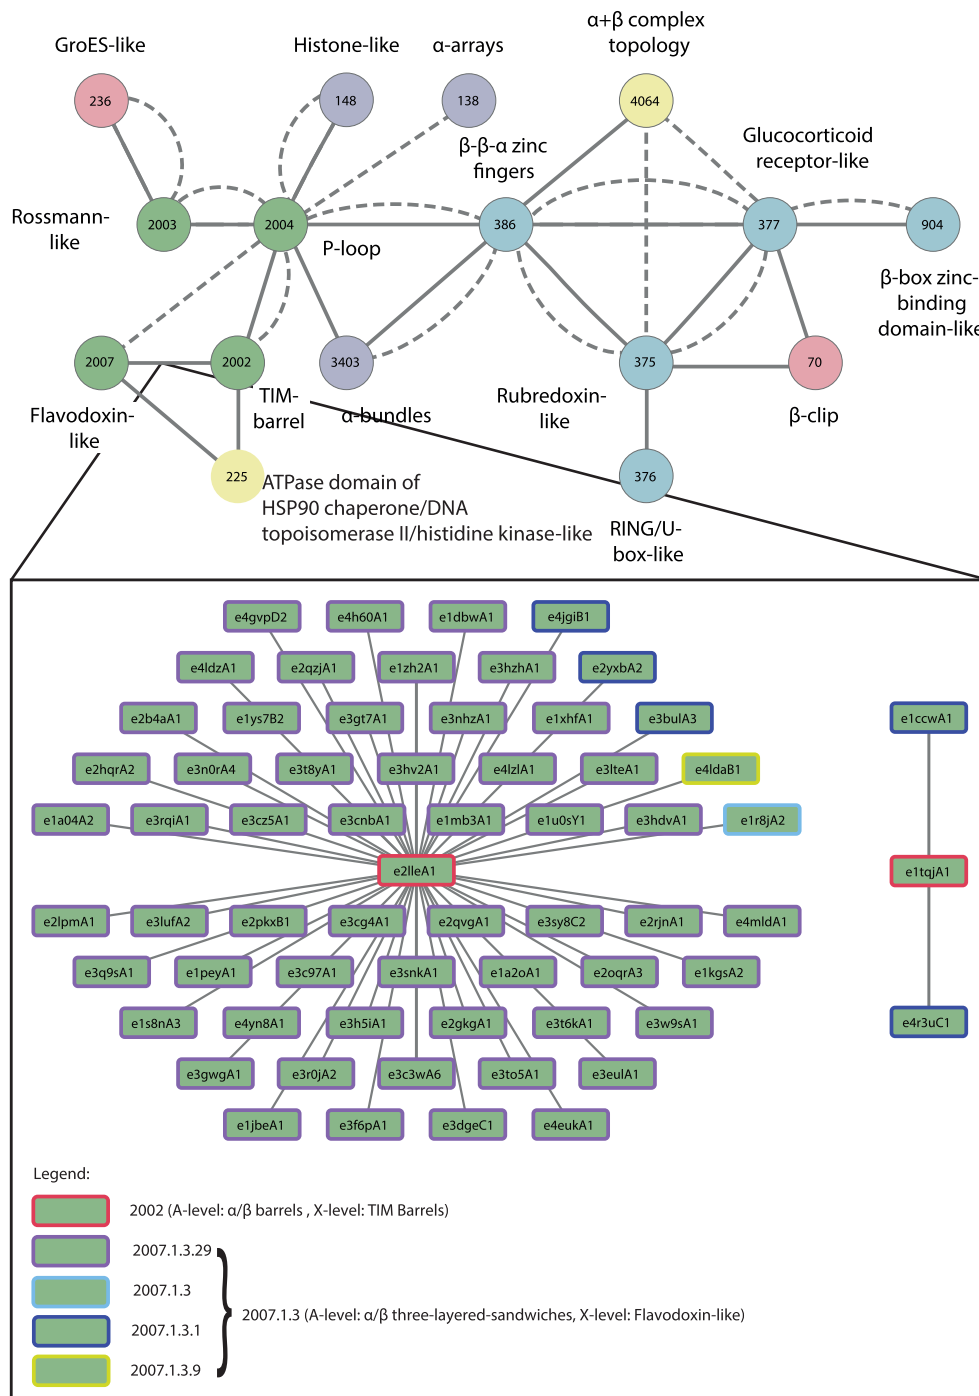 GroES-like
Histone-like
α-arrays
α+β complex
topology
236
148
138
4064
β-β-α zinc
fingers
Glucocorticoid
receptor-like
Rossmann-
like
2003
2004
P-loop
386
377
904
β-box zinc-
binding
domain-like
2007
2002
3403
375
70
Flavodoxin-
like
TIM-
barrel
α-bundles
Rubredoxin-
like
β-clip
225
ATPase domain of
HSP90 chaperone/DNA
topoisomerase II/histidine kinase-like
376
RING/U-
box-like
e4gvpD2
e4h60A1
e1dbwA1
e4jgiB1
e4ldzA1
e2qzjA1
e1zh2A1
e3hzhA1
e2yxbA2
e2b4aA1
e1ys7B2
e3gt7A1
e3nhzA1
e1xhfA1
e3bulA3
e1ccwA1
e2hqrA2
e3n0rA4
e3t8yA1
e3hv2A1
e4lzlA1
e3lteA1
e4ldaB1
e1a04A2
e3rqiA1
e3cz5A1
e3cnbA1
e1mb3A1
e1u0sY1
e3hdvA1
e1r8jA2
e2lleA1
e1tqjA1
e2lpmA1
e3lufA2
e2pkxB1
e3cg4A1
e2qvgA1
e3sy8C2
e2rjnA1
e4mldA1
e3q9sA1
e1peyA1
e3c97A1
e3snkA1
e1a2oA1
e2oqrA3
e1kgsA2
e1s8nA3
e4yn8A1
e3h5iA1
e2gkgA1
e3t6kA1
e3w9sA1
e4r3uC1
e3gwgA1
e3r0jA2
e3c3wA6
e3to5A1
e3eulA1
e1jbeA1
e3f6pA1
e3dgeC1
e4eukA1
Legend:
2002 (A-level: α/β barrels , X-level: TIM Barrels)
2007.1.3.29
2007.1.3
2007.1.3 (A-level: α/β three-layered-sandwiches, X-level: Flavodoxin-like)
2007.1.3.1
2007.1.3.9